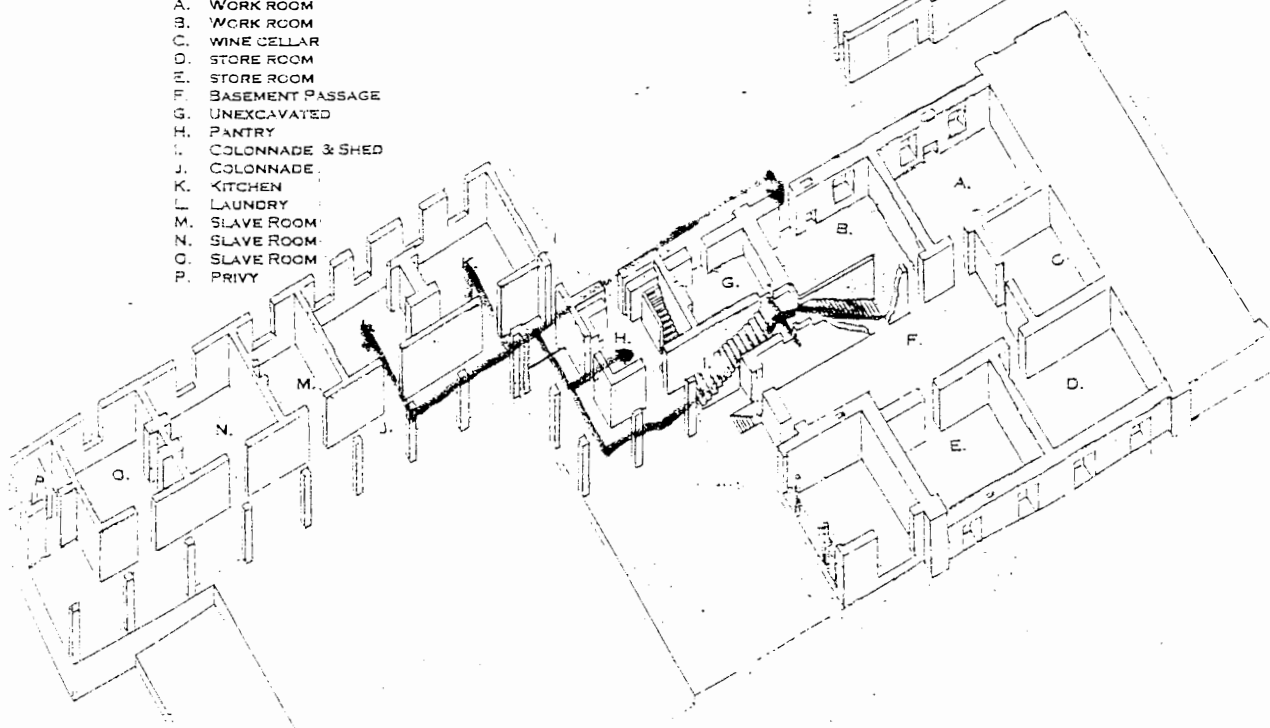 A. WORK ROOM
B. WORK ROOM
C. WINE CELLAR
D. STORE ROOM
E. STORE ROOM
F. BASEMENT PASSAGE
G. UNEXCAVATED
H. PANTRY
I. COLONNADE & SHED
J. COLONNADE
K. KITCHEN
L. LAUNDRY
M. SLAVE ROOM
N. SLAVE ROOM
O. SLAVE ROOM
P. PRIVY
A.
B.
C.
G.
K.
H.
F.
D.
M.
J.
N.
E.
O.
P.